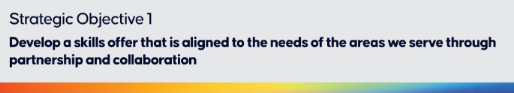 Strategic Objective 1
Develop a skills offer that is aligned to the needs of the areas we serve through
partnership and collaboration